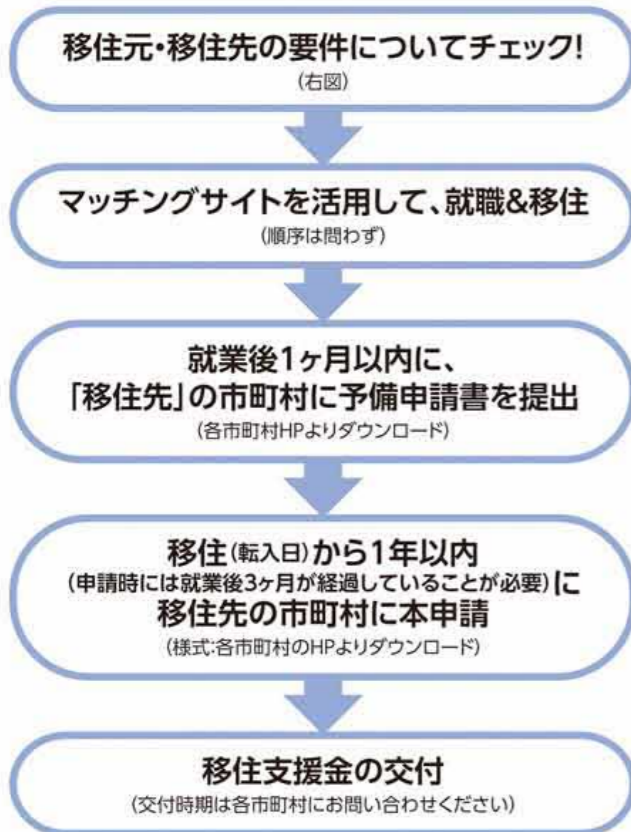 移住元・移住先の要件についてチェック!
(右図)
マッチングサイトを活用して、就職&移住
(順序は問わず)
就業後1ヶ月以内に、
「移住先」の市町村に予備申請書を提出
(各市町村HPよりダウンロード)
移住(転入日)から1年以内
(申請時には就業後3ヶ月が経過していることが必要)に
移住先の市町村に本申請
(様式:各市町村のHPよりダウンロード)
移住支援金の交付
(交付時期は各市町村にお問い合わせください)